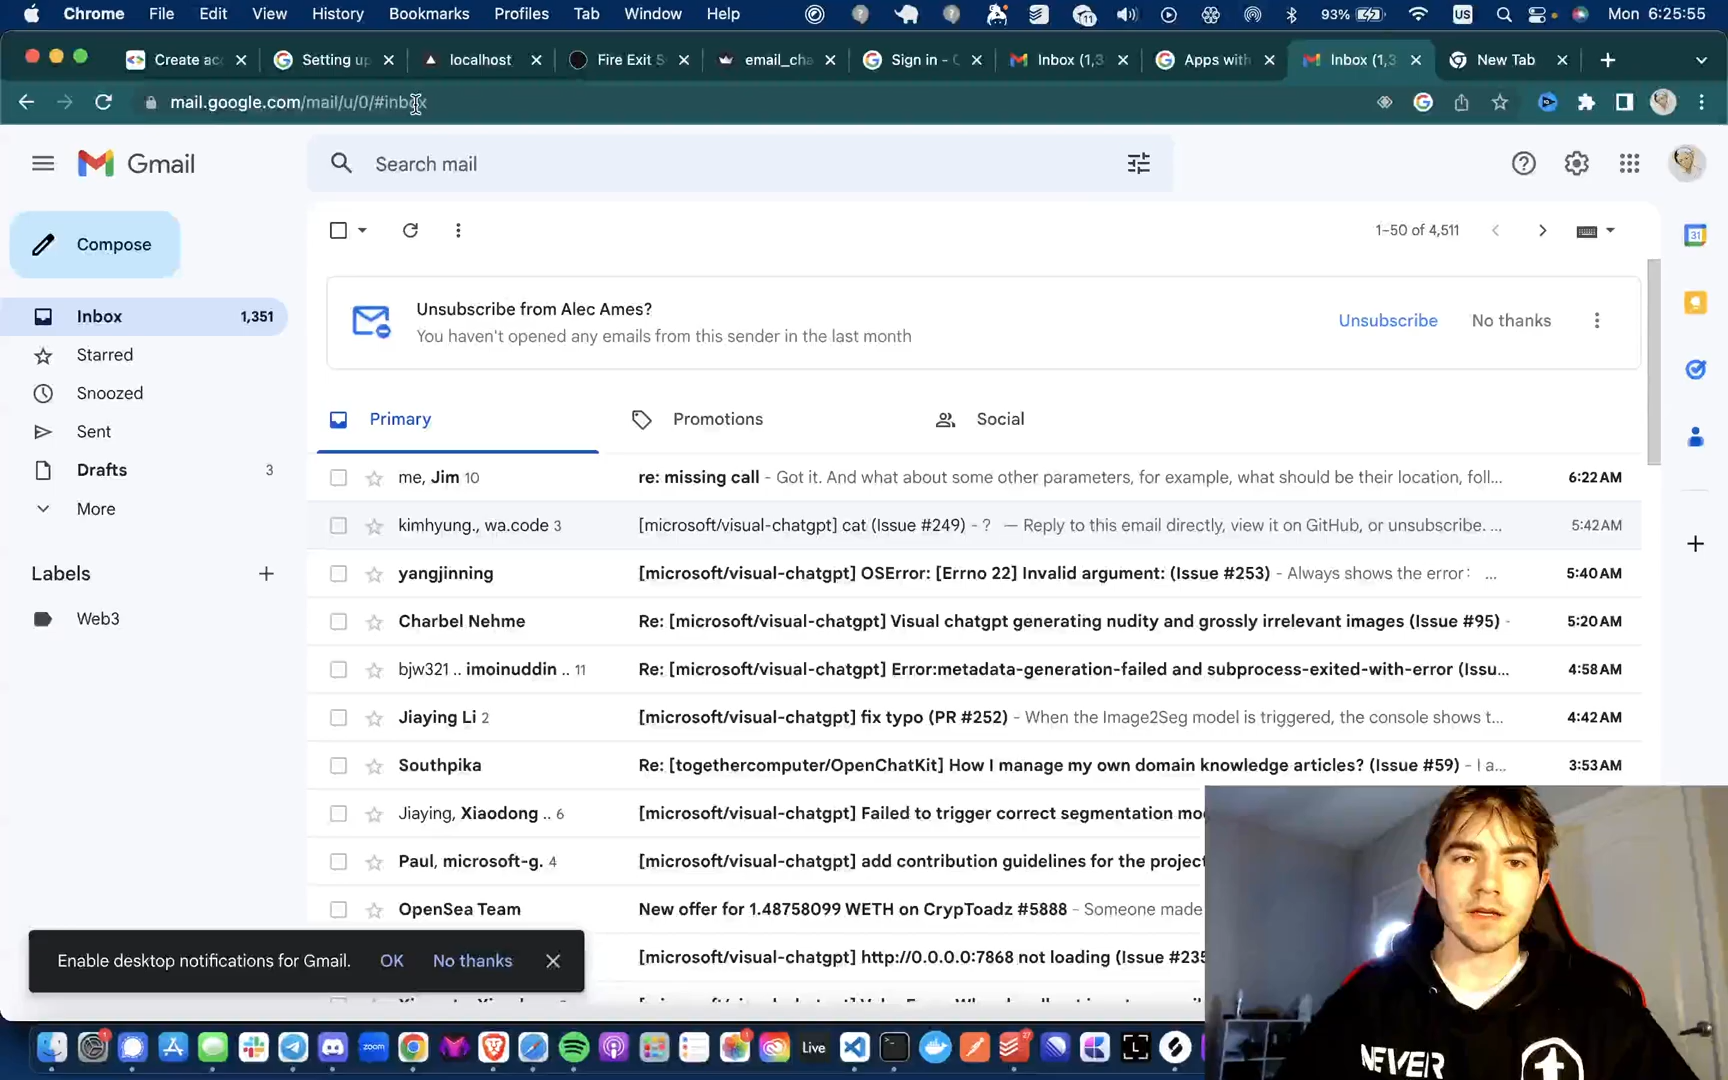 Chrome File Edit View History Bookmarks Profiles Tab Window Help 11 93% US Mon 6:25:55
Create acc Setting up localhost Fire Exit S email_cha Sign in - G Inbox (1,3 Apps with Inbox (1,3 New Tab
mail.google.com/mail/u/0/#inbox
Gmail Search mail
Compose
1–50 of 4,511
Inbox 1,351
Starred
Snoozed
Sent
Drafts 3
More
Labels
Web3
Unsubscribe from Alec Ames?
You haven't opened any emails from this sender in the last month
Unsubscribe No thanks
Primary Promotions Social
me, Jim 10 re: missing call - Got it. And what about some other parameters, for example, what should be their location, foll... 6:22 AM
kimhyung., wa.code 3 [microsoft/visual-chatgpt] cat (Issue #249) - ? — Reply to this email directly, view it on GitHub, or unsubscribe. ... 5:42 AM
yangjinning [microsoft/visual-chatgpt] OSError: [Errno 22] Invalid argument: (Issue #253) - Always shows the error： ... 5:40 AM
Charbel Nehme Re: [microsoft/visual-chatgpt] Visual chatgpt generating nudity and grossly irrelevant images (Issue #95) - 5:20 AM
bjw321 .. imoinuddin .. 11 Re: [microsoft/visual-chatgpt] Error:metadata-generation-failed and subprocess-exited-with-error (Issu... 4:58 AM
Jiaying Li 2 [microsoft/visual-chatgpt] fix typo (PR #252) - When the Image2Seg model is triggered, the console shows t... 4:42 AM
Southpika Re: [togethercomputer/OpenChatKit] How I manage my own domain knowledge articles? (Issue #59) - I a... 3:53 AM
Jiaying, Xiaodong .. 6 [microsoft/visual-chatgpt] Failed to trigger correct segmentation mo
Paul, microsoft-g. 4 [microsoft/visual-chatgpt] add contribution guidelines for the project
OpenSea Team New offer for 1.48758099 WETH on CrypToadz #5888 - Someone made
[microsoft/visual-chatgpt] http://0.0.0.0:7868 not loading (Issue #235
Enable desktop notifications for Gmail. OK No thanks
zoom Live
NEVER